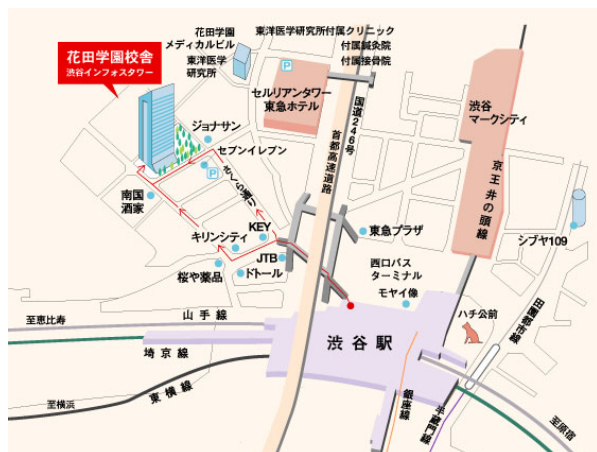 花田学園校舎
渋谷インフォスタワー
花田学園
メディカルビル
東洋医学
研究所
東洋医学研究所付属クリニック
付属鍼灸院
付属接骨院
P
セルリアンタワー
東急ホテル
国道246号
首都高速道路
渋谷
マークシティ
京王井の頭線
ジョナサン
セブンイレブン
P
さくら通り
南国
酒家
キリンシティ
KEY
東急プラザ
シブヤ109
桜や薬品
JTB
ドトール
西口バス
ターミナル
モヤイ像
ハチ公前
田園都市線
至恵比寿
山手線
渋谷駅
埼京線
東横線
至横浜
銀座線
半蔵門線
至原宿